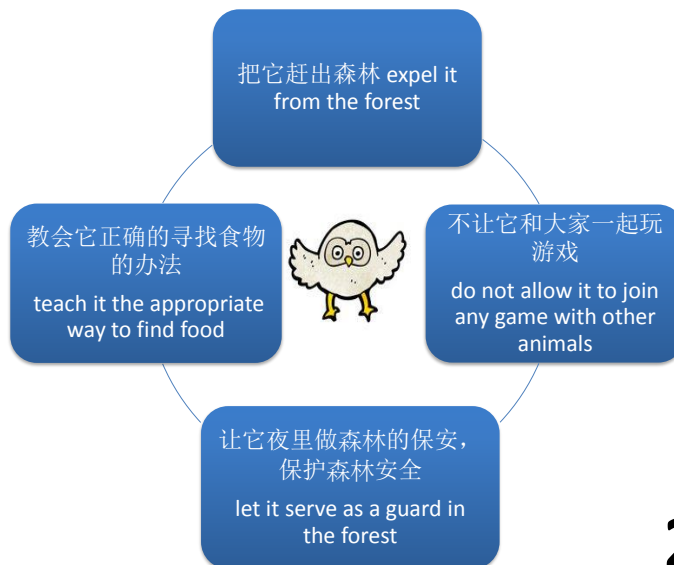 把它赶出森林 expel it
from the forest
教会它正确的寻找食物
的办法
teach it the appropriate
way to find food
不让它和大家一起玩
游戏
do not allow it to join
any game with other
animals
让它夜里做森林的保安，
保护森林安全
let it serve as a guard in
the forest